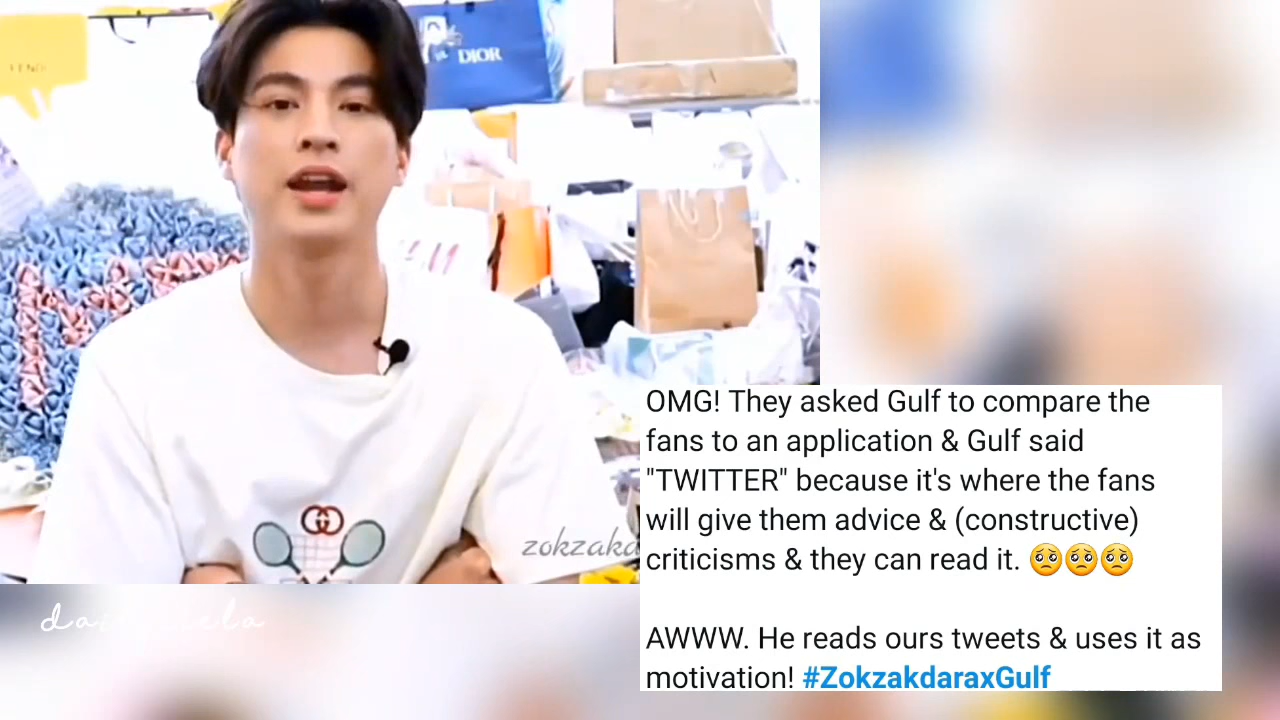 FENDI
DIOR
zokzakda
OMG! They asked Gulf to compare the
fans to an application & Gulf said
"TWITTER" because it's where the fans
will give them advice & (constructive)
criticisms & they can read it. 🥺🥺🥺
AWWW. He reads ours tweets & uses it as
motivation! #ZokzakdaraxGulf